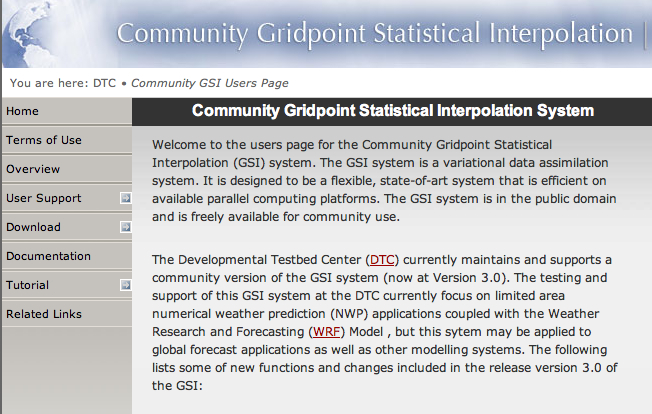 Community Gridpoint Statistical Interpolation |
You are here: DTC • Community GSI Users Page
Home
Terms of Use
Overview
User Support
Download
Documentation
Tutorial
Related Links
Community Gridpoint Statistical Interpolation System
Welcome to the users page for the Community Gridpoint Statistical
Interpolation (GSI) system. The GSI system is a variational data assimilation
system. It is designed to be a flexible, state-of-art system that is efficient on
available parallel computing platforms. The GSI system is in the public domain
and is freely available for community use.
The Developmental Testbed Center (DTC) currently maintains and supports a
community version of the GSI system (now at Version 3.0). The testing and
support of this GSI system at the DTC currently focus on limited area
numerical weather prediction (NWP) applications coupled with the Weather
Research and Forecasting (WRF) Model , but this sytem may be applied to
global forecast applications as well as other modelling systems. The following
lists some of new functions and changes included in the release version 3.0 of
the GSI: